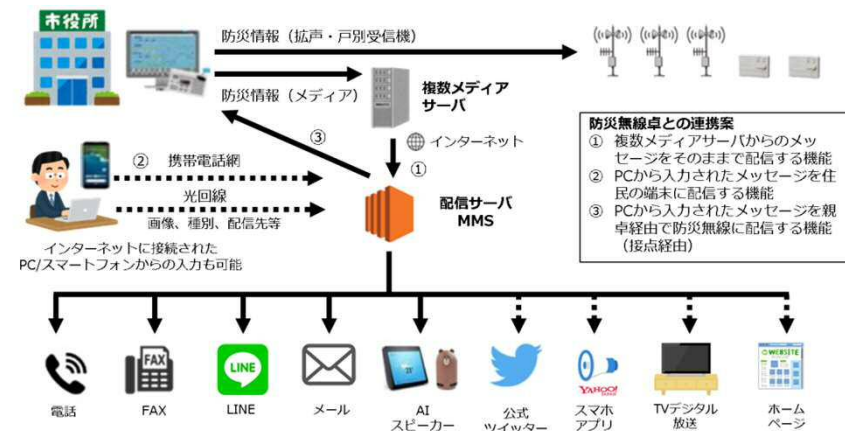 市役所
防災情報（拡声・戸別受信機）
防災情報（メディア）
複数メディア
サーバ
③
インターネット
①
② 携帯電話網
光回線
画像、種別、配信先等
配信サーバ
MMS
インターネットに接続された
PC/スマートフォンからの入力も可能
防災無線卓との連携案
① 複数メディアサーバからのメッ
セージをそのままで配信する機能
② PCから入力されたメッセージを住
民の端末に配信する機能
③ PCから入力されたメッセージを親
卓経由で防災無線に配信する機能
（接点経由）
FAX
LINE
YAHOO!
WEBSITE
電話
FAX
LINE
メール
AI
スピーカー
公式
ツイッター
スマホ
アプリ
TVデジタル
放送
ホーム
ページ